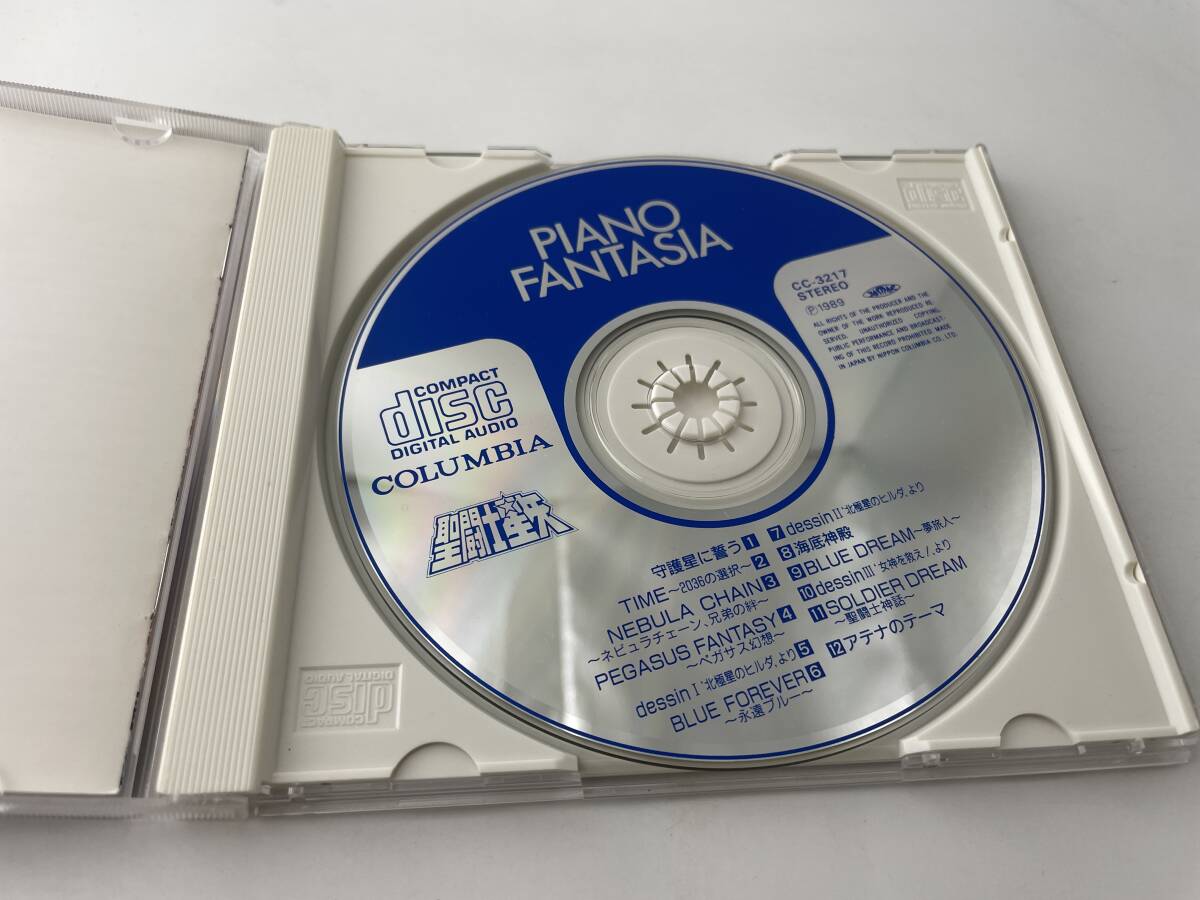 PIANO
FANTASIA
CC-3217
STEREO
Ⓟ1989
ALL RIGHTS OF THE PRODUCER AND THE
OWNER OF THE WORK REPRODUCED RE-
SERVED. UNAUTHORIZED COPYING,
PUBLIC PERFORMANCE AND BROADCAST-
ING OF THIS RECORD PROHIBITED MADE
IN JAPAN BY NIPPON COLUMBIA CO., LTD.
COMPACT
disc
DIGITAL AUDIO
COLUMBIA
聖闘士星矢
守護星に誓う 1
TIME~2036の選択~ 2
NEBULA CHAIN 3
~ネビュラチェーン、兄弟の絆~
PEGASUS FANTASY 4
~ペガサス幻想~
dessin I "北極星のヒルダ"より 5
BLUE FOREVER 6
~永遠ブルー~
7 dessin II "北極星のヒルダ"より
8 海底神殿
9 BLUE DREAM~夢旅人~
10 dessin III "女神を救え!"より
11 SOLDIER DREAM
~聖闘士神話~
12 アテナのテーマ
disc
COMPACT
disc
DIGITAL AUDIO